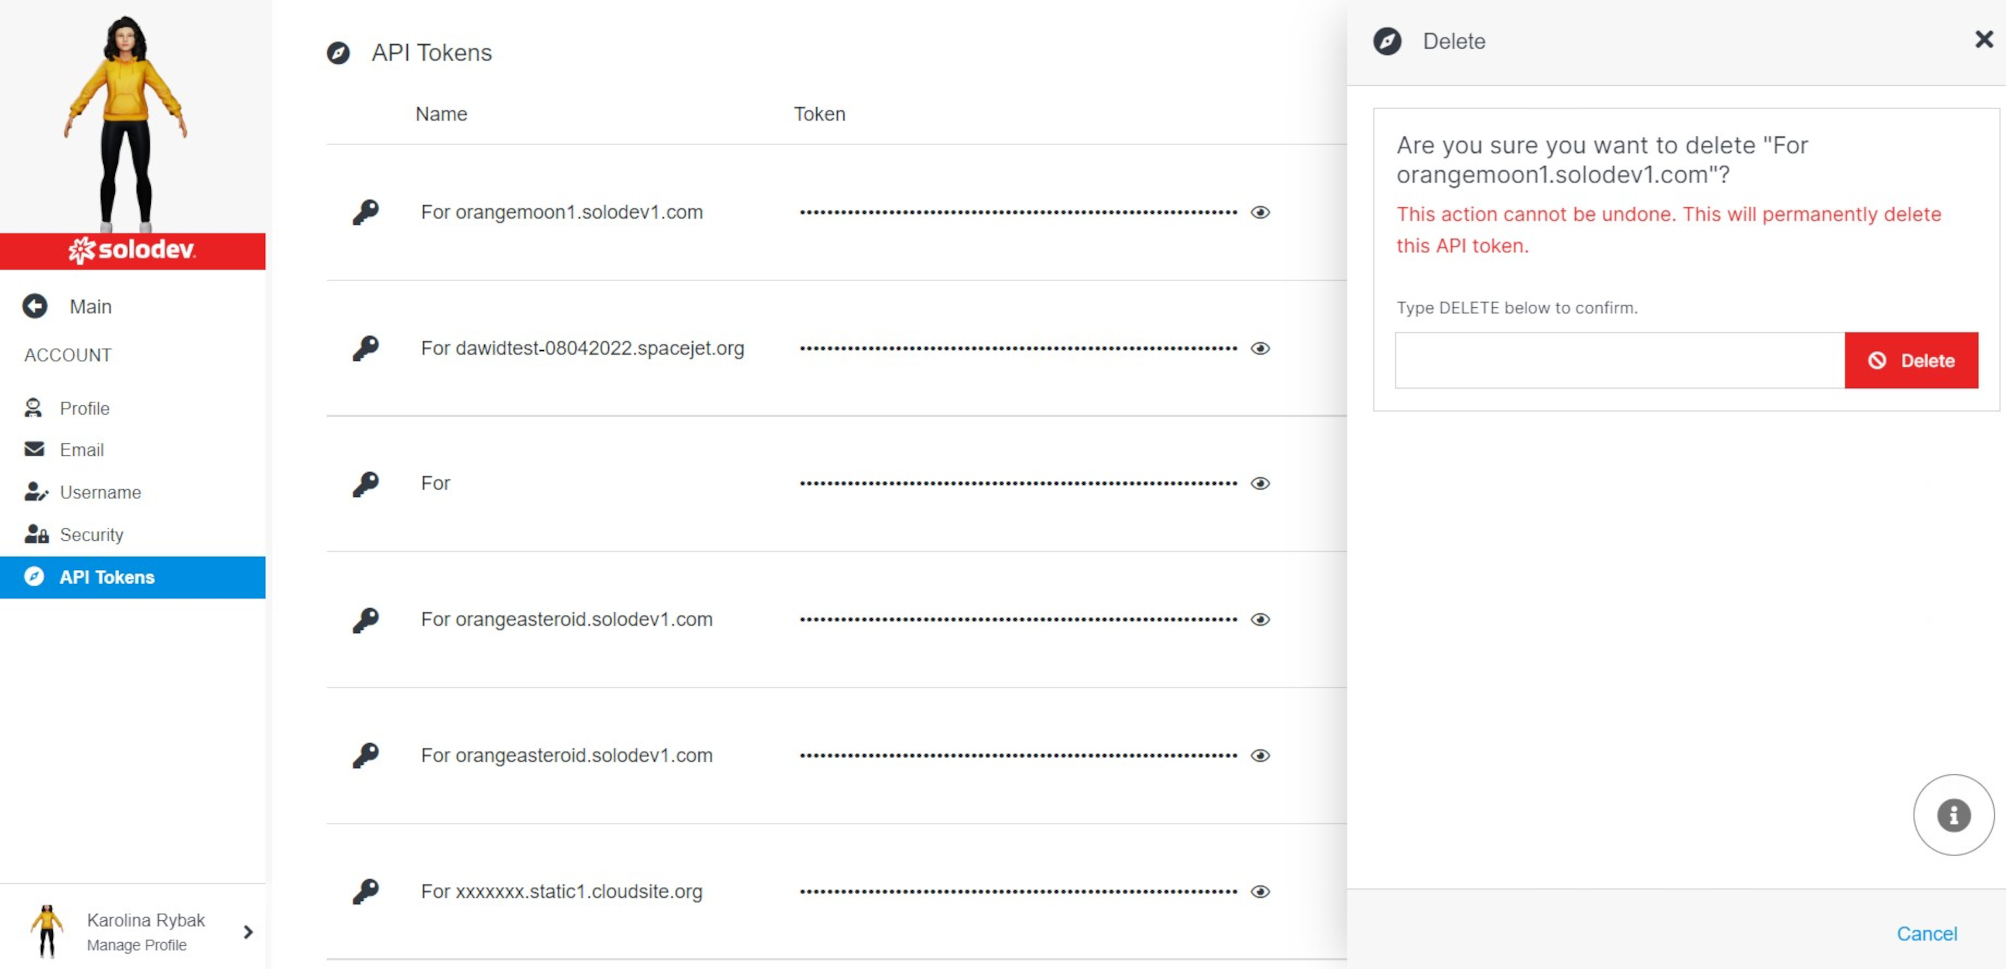 solodev.
Main
ACCOUNT
Profile
Email
Username
Security
API Tokens
Karolina Rybak
Manage Profile
API Tokens
Name Token
For orangemoon1.solodev1.com
For dawidtest-08042022.spacejet.org
For
For orangeasteroid.solodev1.com
For orangeasteroid.solodev1.com
For xxxxxxx.static1.cloudsite.org
Delete
Are you sure you want to delete "For
orangemoon1.solodev1.com"?
This action cannot be undone. This will permanently delete
this API token.
Type DELETE below to confirm.
Delete
Cancel